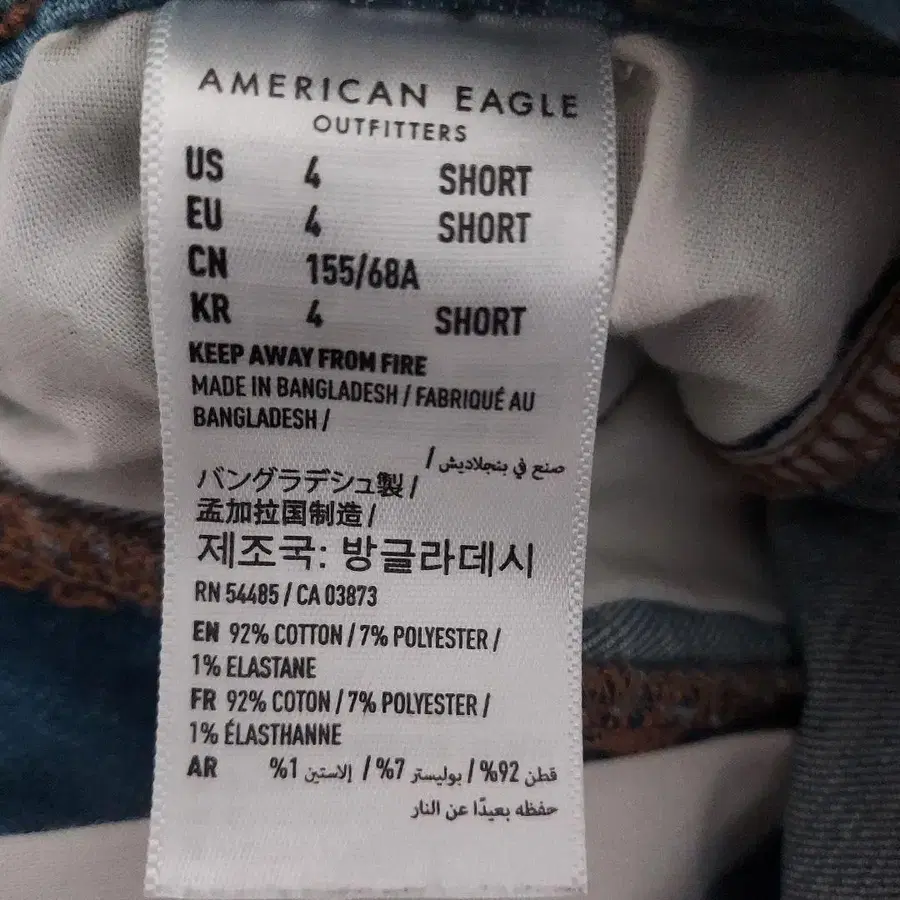 AMERICAN EAGLE
OUTFITTERS
US 4 SHORT
EU 4 SHORT
CN 155/68A
KR 4 SHORT
KEEP AWAY FROM FIRE
MADE IN BANGLADESH / FABRIQUÉ AU
BANGLADESH /
صنع في بنجلاديش /
バングラデシュ製 /
孟加拉国制造 /
제조국: 방글라데시
RN 54485 / CA 03873
EN 92% COTTON / 7% POLYESTER /
1% ELASTANE
FR 92% COTON / 7% POLYESTER /
1% ÉLASTHANNE
AR قطن 92% / بوليستر 7% / إلاستين 1%
حفظه بعيدًا عن النار